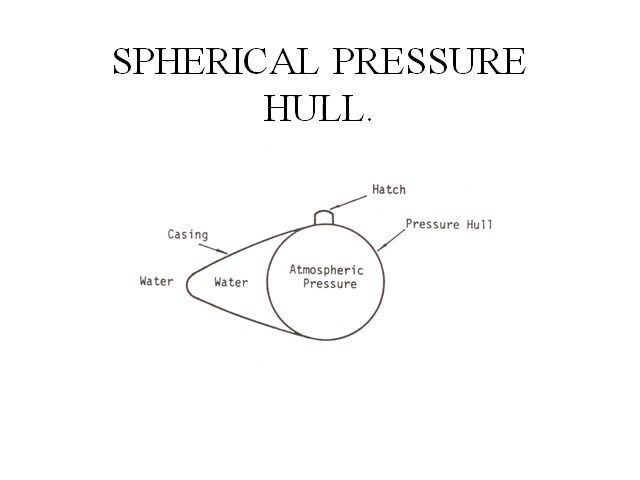 SPHERICAL PRESSURE
HULL.
Hatch
Pressure Hull
Casing
Atmospheric
Pressure
Water
Water